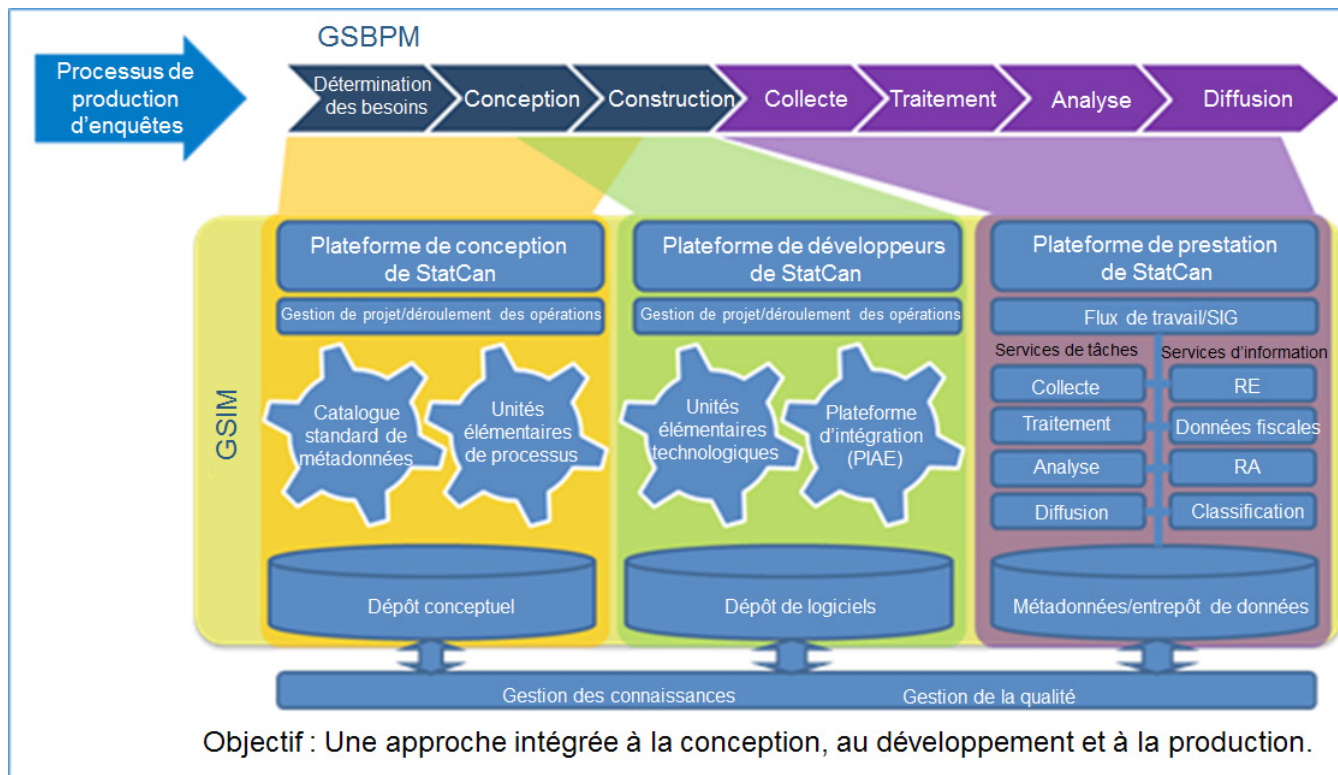 GSBPM
Processus de
production
d'enquêtes
Détermination
des besoins
Conception
Construction
Collecte
Traitement
Analyse
Diffusion
GSIM
Plateforme de conception
de StatCan
Gestion de projet/déroulement des opérations
Catalogue
standard de
métadonnées
Unités
élémentaires
de processus
Dépôt conceptuel
Plateforme de développeurs
de StatCan
Gestion de projet/déroulement des opérations
Unités
élémentaires
technologiques
Plateforme
d'intégration
(PIAE)
Dépôt de logiciels
Plateforme de prestation
de StatCan
Flux de travail/SIG
Services de tâches
Services d'information
Collecte
RE
Traitement
Données fiscales
Analyse
RA
Diffusion
Classification
Métadonnées/entrepôt de données
Gestion des connaissances
Gestion de la qualité
Objectif : Une approche intégrée à la conception, au développement et à la production.